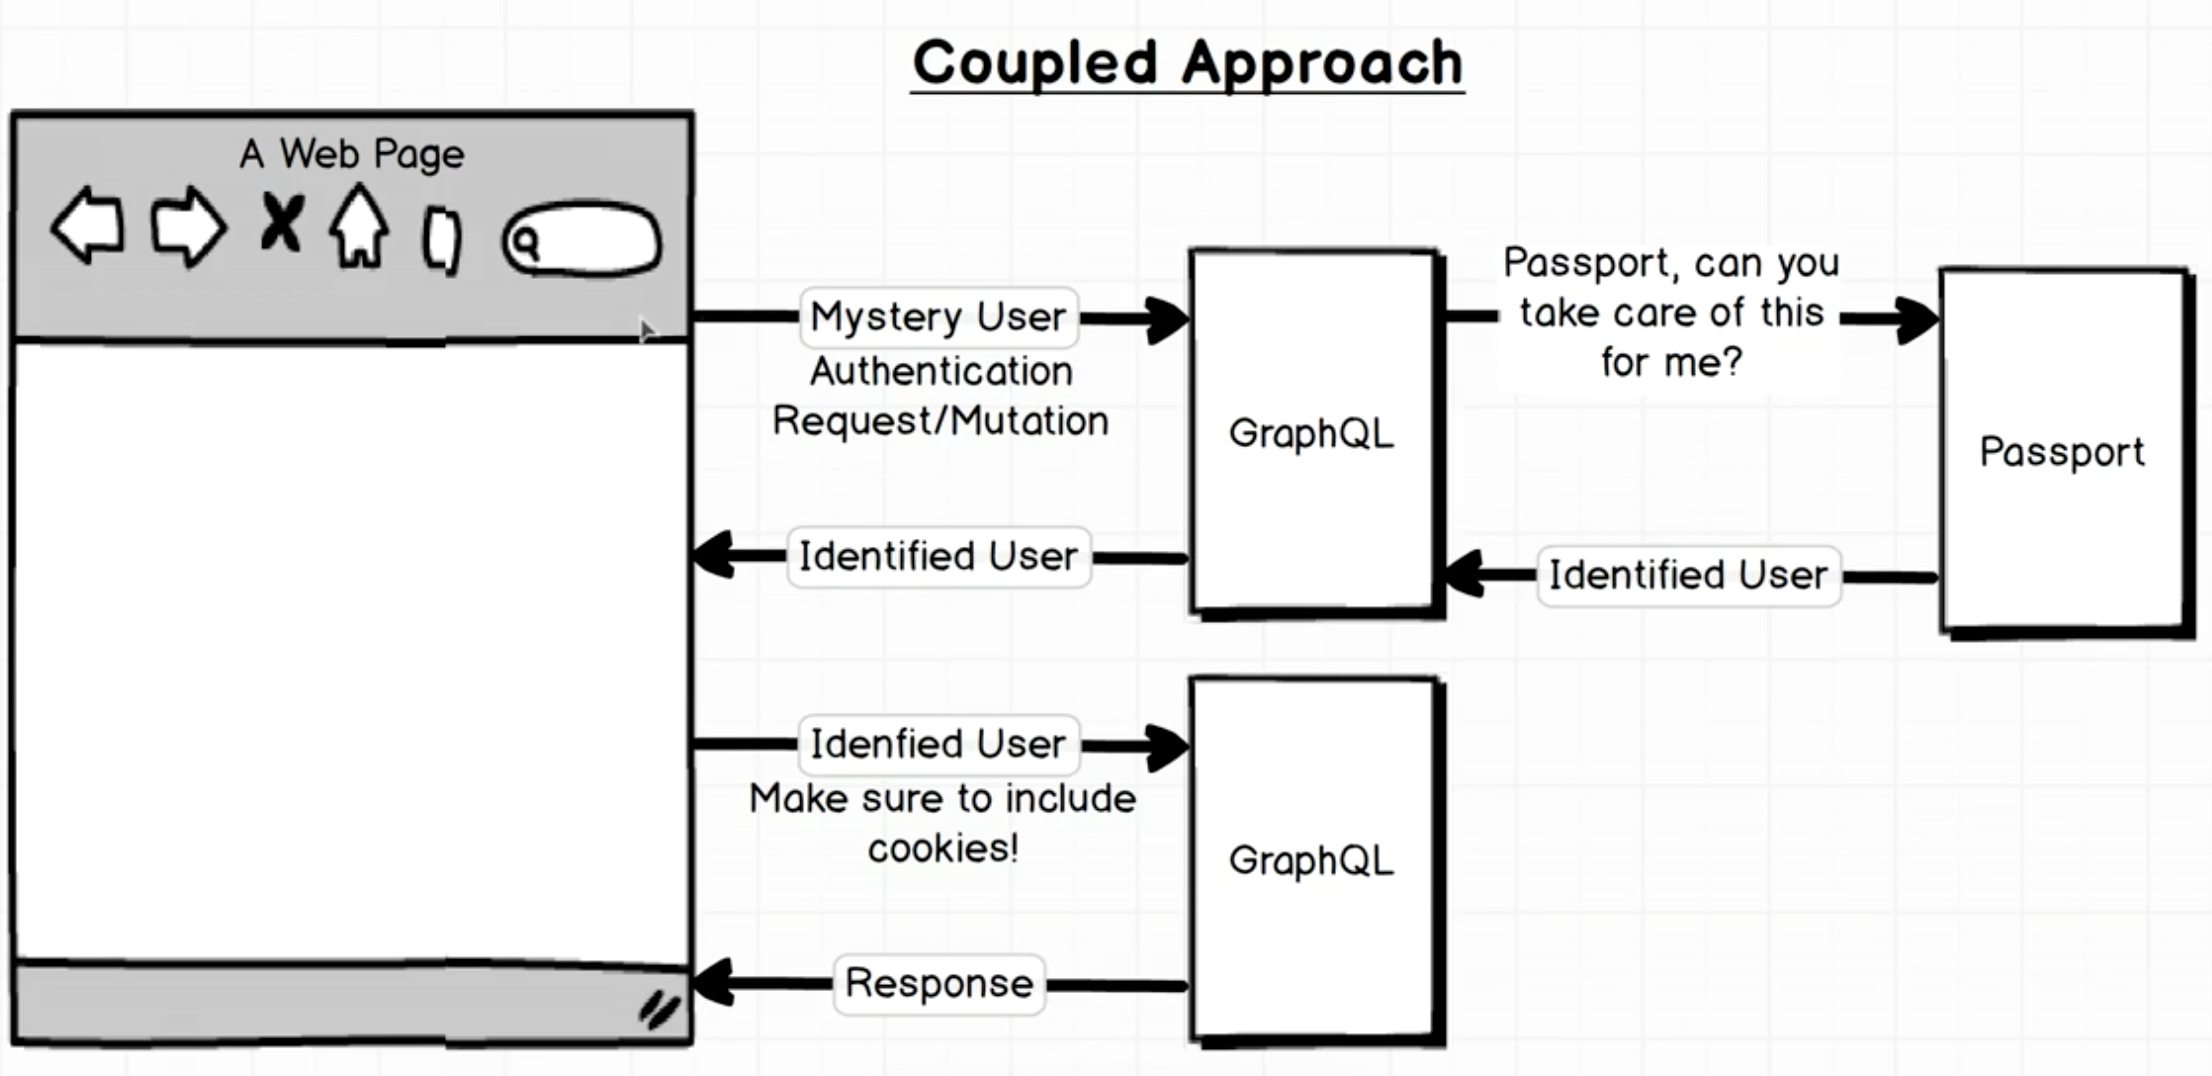 Coupled Approach
A Web Page
Mystery User
Authentication
Request/Mutation
GraphQL
Passport, can you
take care of this
for me?
Passport
Identified User
Identified User
Idenfied User
Make sure to include
cookies!
GraphQL
Response